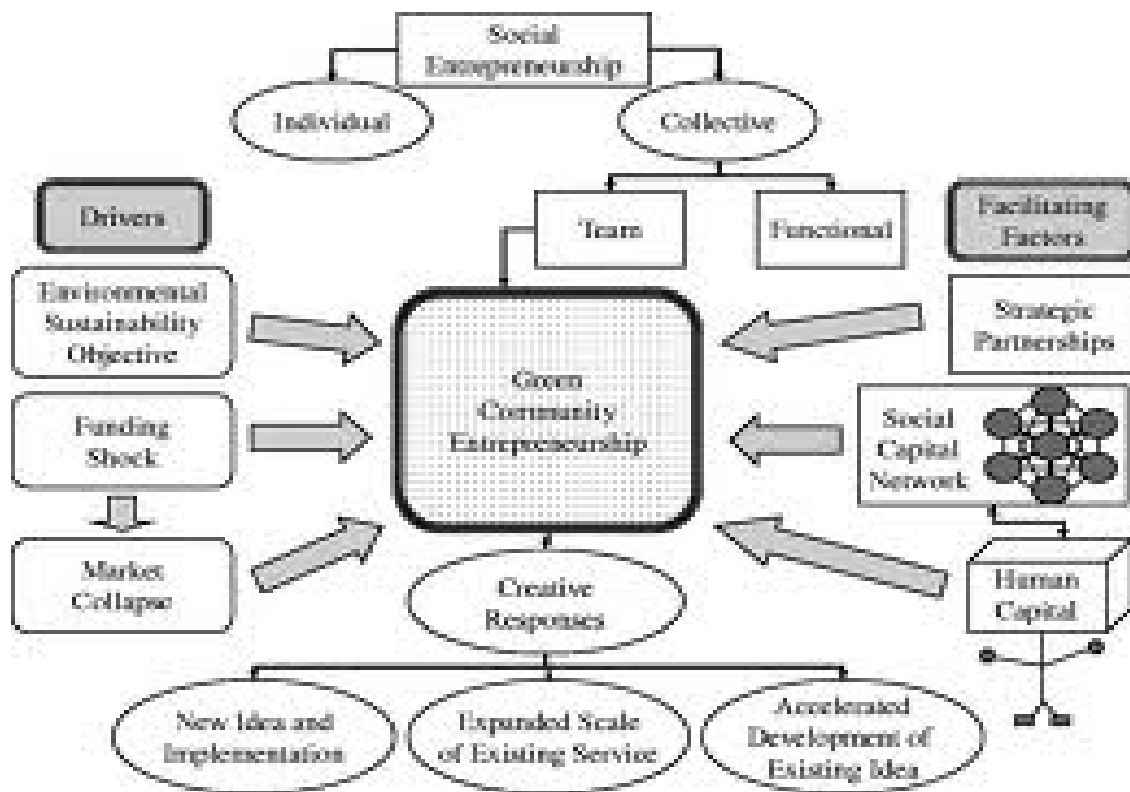 Social
Entrepreneurship
Individual
Collective
Drivers
Team
Functional
Facilitating
Factors
Environmental
Sustainability
Objective
Strategic
Partnerships
Green
Community
Entrepreneurship
Funding
Shock
Social
Capital
Network
Market
Collapse
Creative
Responses
Human
Capital
New Idea and
Implementation
Expanded Scale
of Existing Service
Accelerated
Development of
Existing Idea